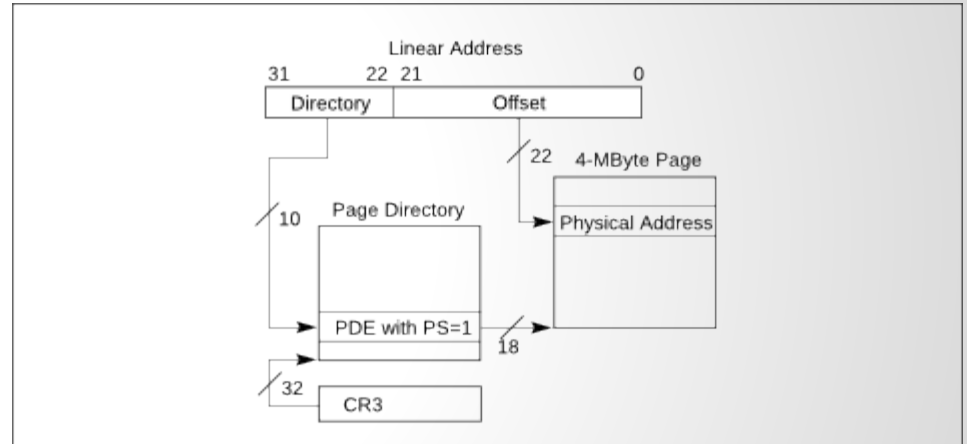 Linear Address
31 22 21 0
Directory Offset
22
4-MByte Page
10
Page Directory
Physical Address
PDE with PS=1
18
32
CR3